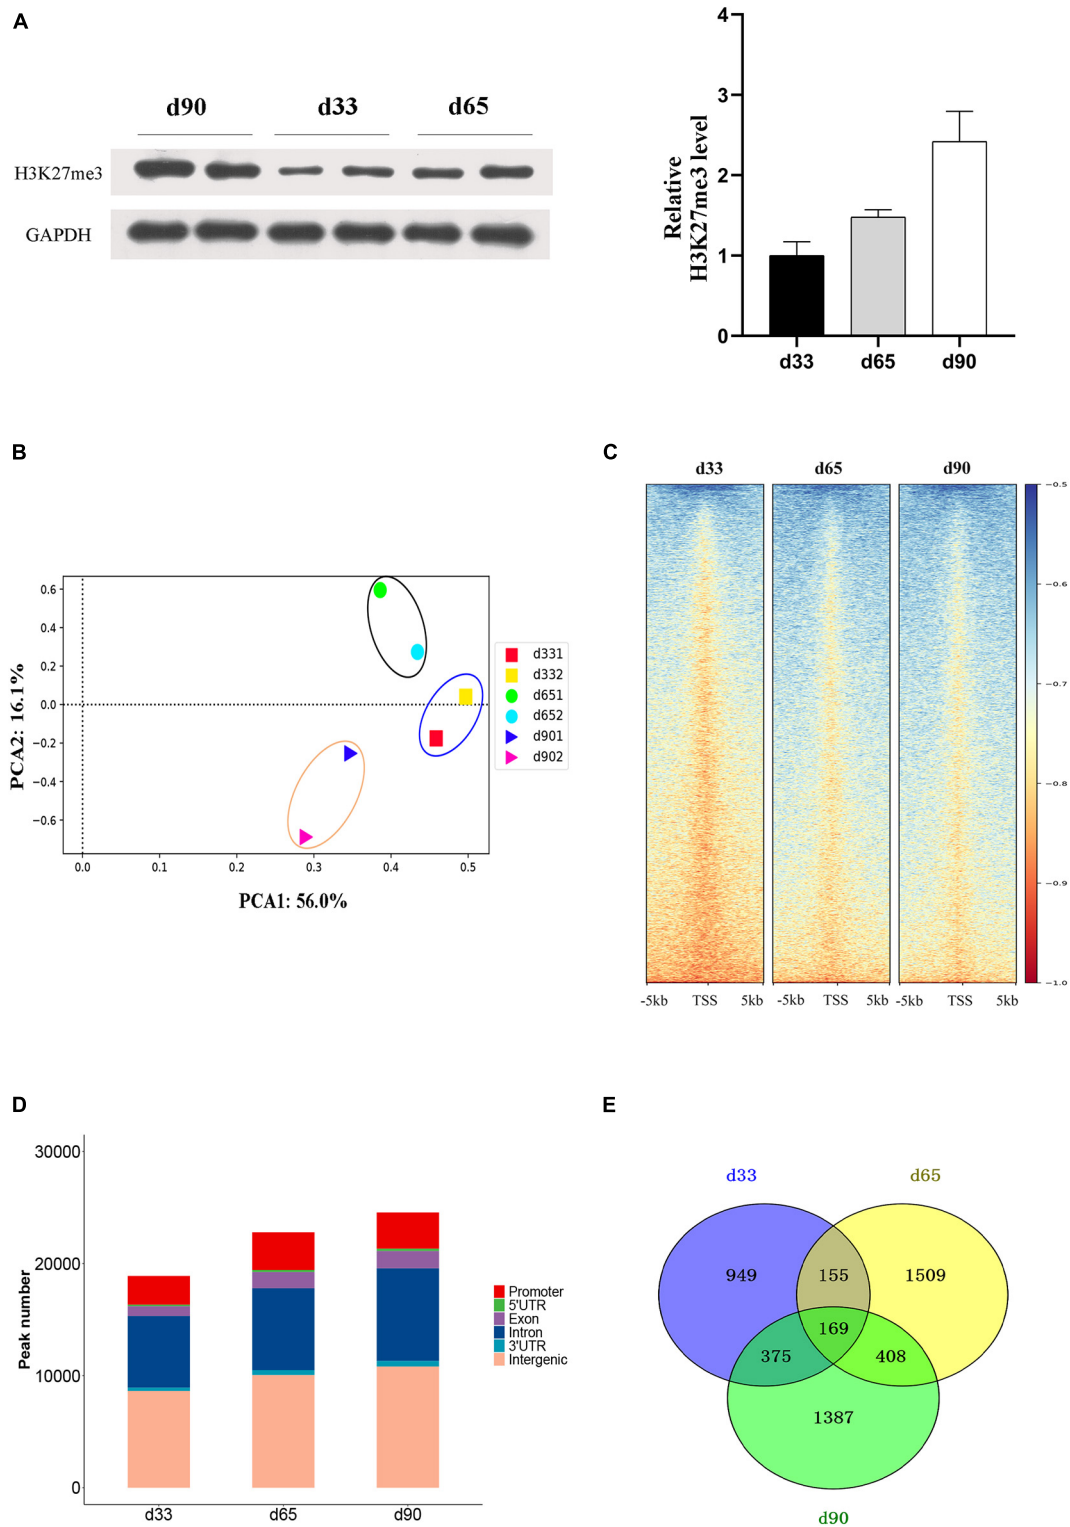 A
d90 d33 d65
H3K27me3
GAPDH
Relative
H3K27me3 level
4
3
2
1
0
d33 d65 d90
B
PCA2: 16.1%
0.6
0.4
0.2
0.0
−0.2
−0.4
−0.6
0.0 0.1 0.2 0.3 0.4 0.5
PCA1: 56.0%
d331
d332
d651
d652
d901
d902
C
d33 d65 d90
−0.5
−0.6
−0.7
−0.8
−0.9
−1.0
-5kb TSS 5kb -5kb TSS 5kb -5kb TSS 5kb
D
Peak number
30000
20000
10000
0
d33 d65 d90
Promoter
5'UTR
Exon
Intron
3'UTR
Intergenic
E
d33 d65
949 155 1509
169
375 408
1387
d90